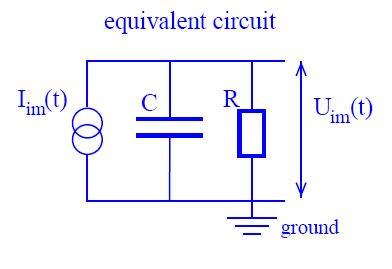 equivalent circuit
I_im(t)
C
R
U_im(t)
ground